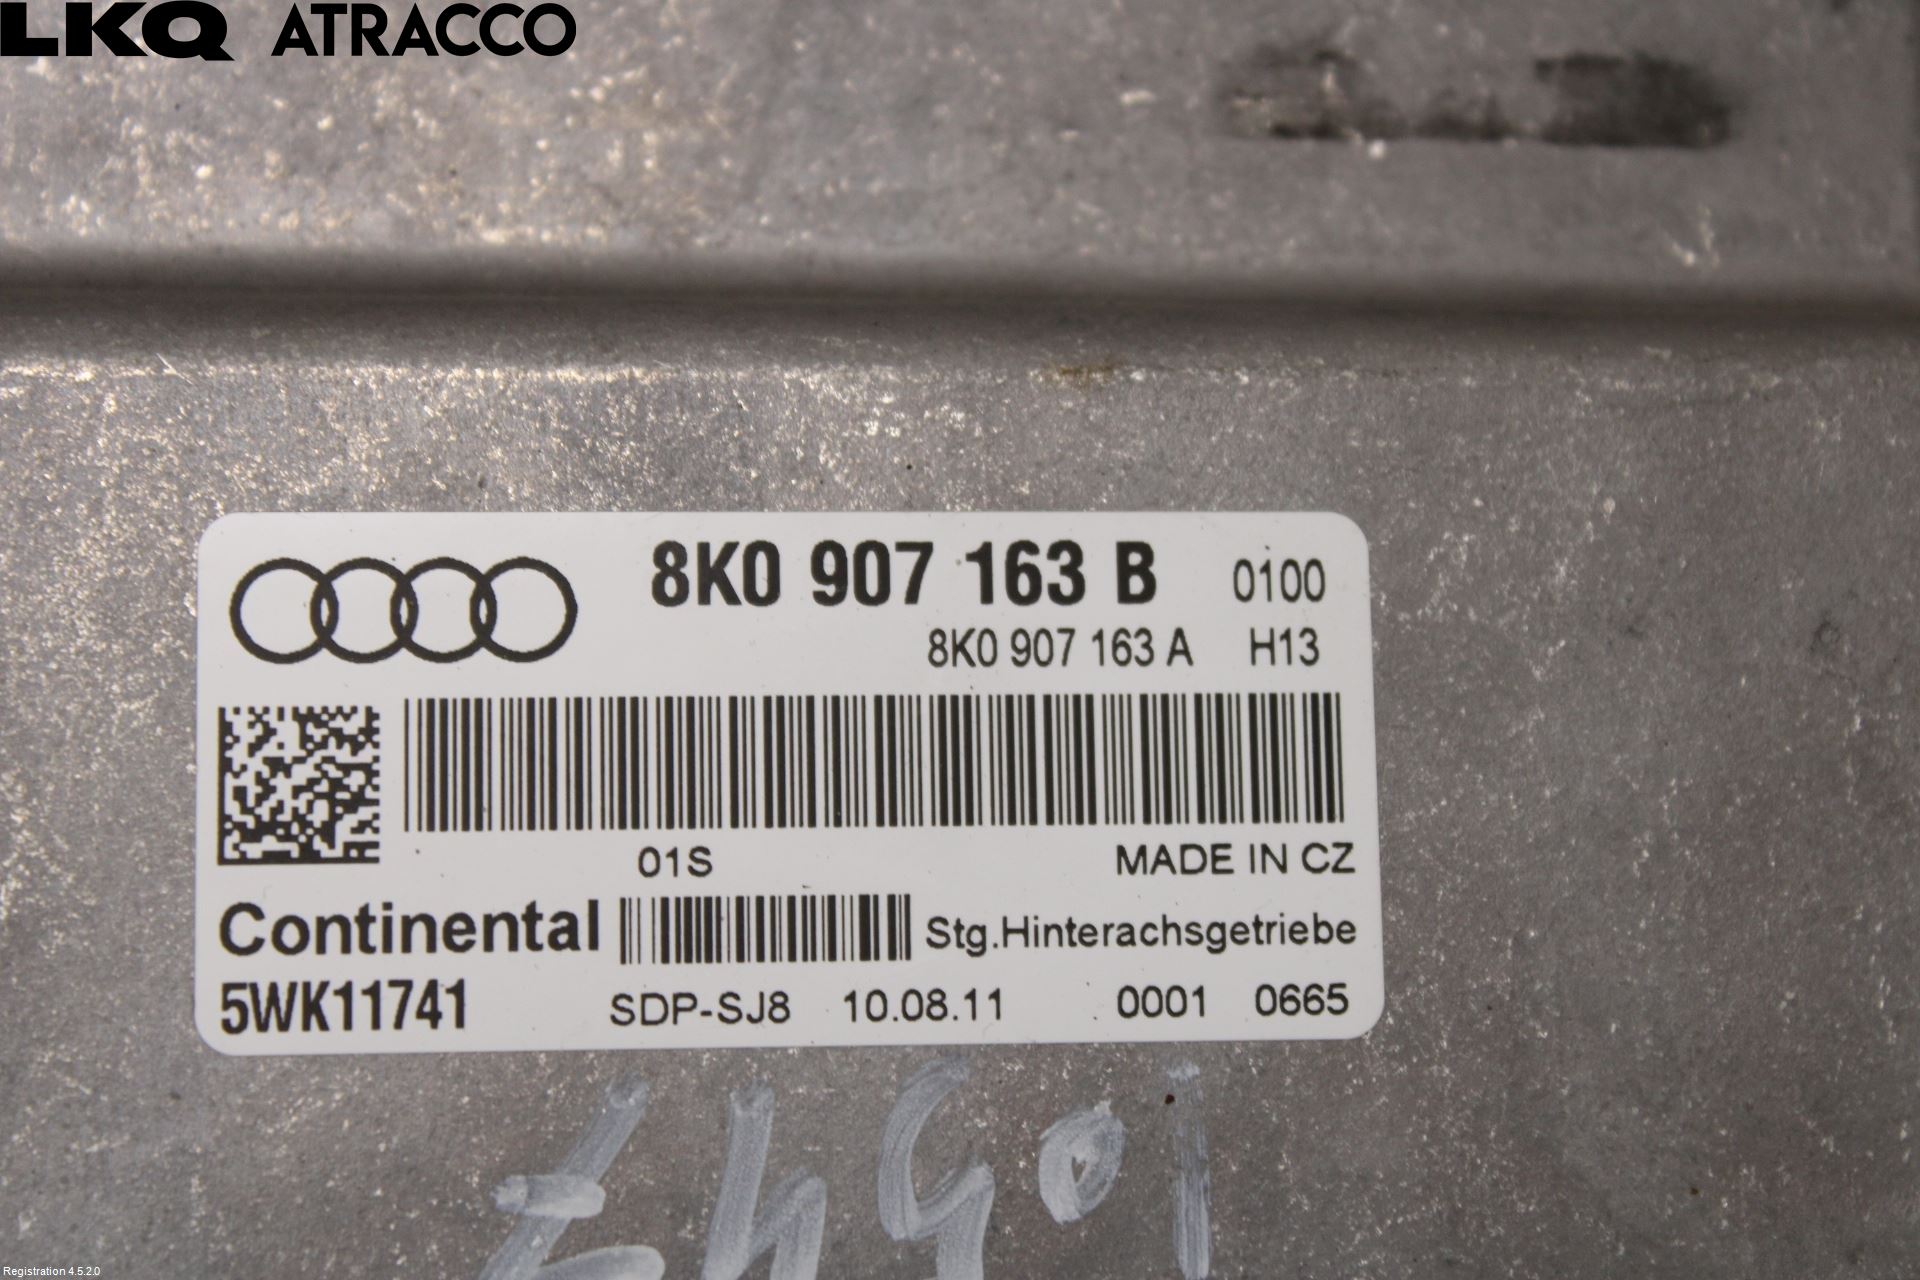 LKQ ATRACCO
8K0 907 163 B 0100
8K0 907 163 A H13
01S MADE IN CZ
Continental Stg.Hinterachsgetriebe
5WK11741 SDP-SJ8 10.08.11 0001 0665
Registration 4.5.2.0